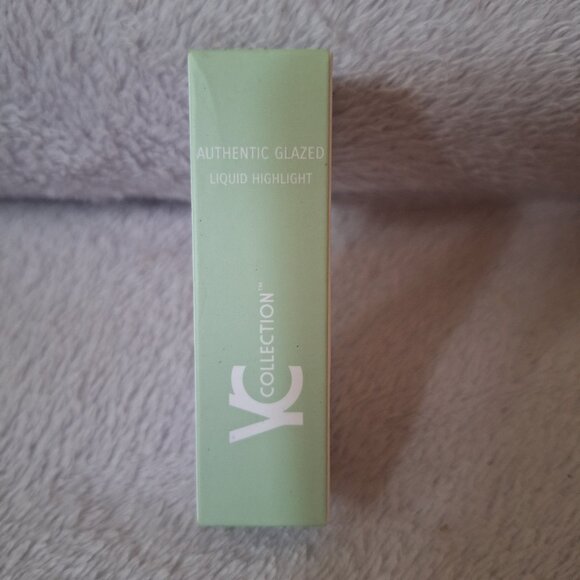 AUTHENTIC GLAZED
LIQUID HIGHLIGHT
YC
COLLECTION™